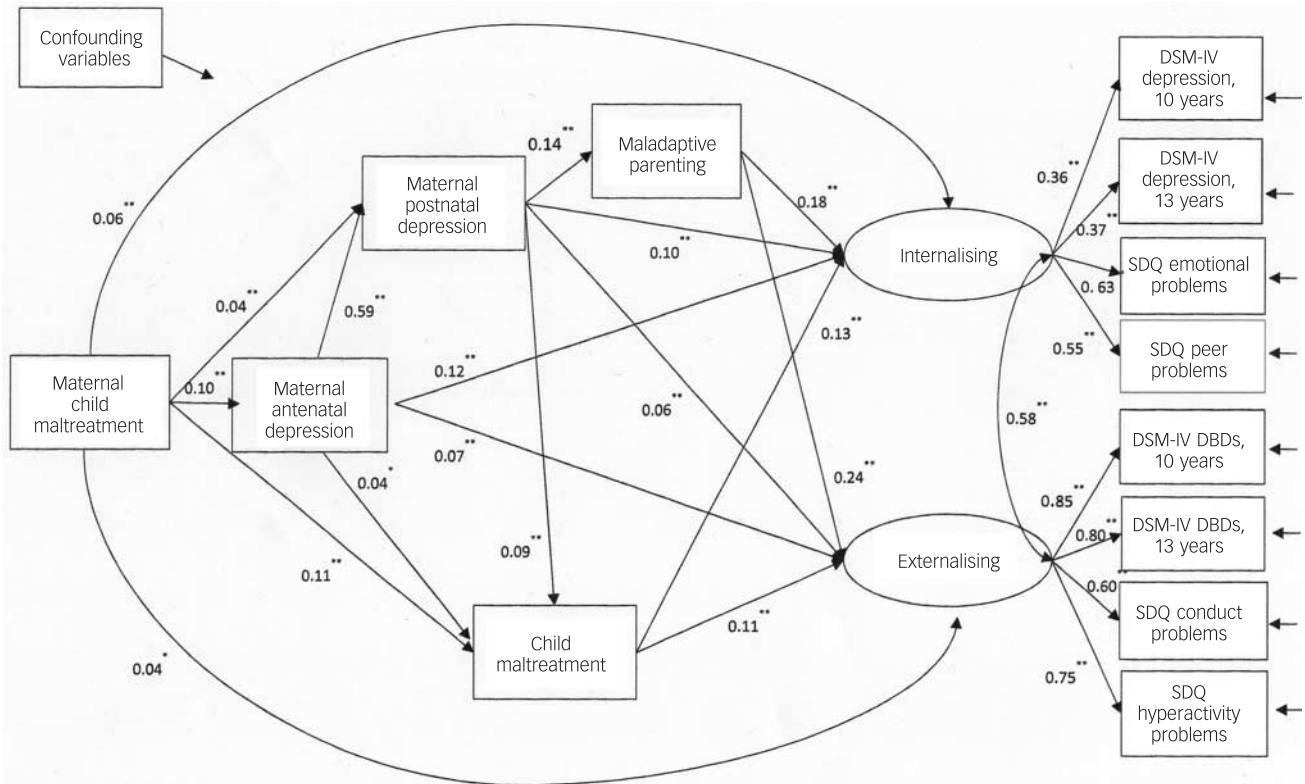 Confounding
variables
DSM-IV
depression,
10 years
DSM-IV
depression,
13 years
SDQ emotional
problems
SDQ peer
problems
DSM-IV DBDs,
10 years
DSM-IV DBDs,
13 years
SDQ conduct
problems
SDQ
hyperactivity
problems
Maladaptive
parenting
Maternal
postnatal
depression
Internalising
Maternal
child
maltreatment
Maternal
antenatal
depression
Externalising
Child
maltreatment
0.06**
0.14**
0.18**
0.10**
0.04**
0.59**
0.10**
0.12**
0.13**
0.06**
0.07**
0.04*
0.24**
0.09**
0.11**
0.11**
0.04*
0.36**
0.37**
0. 63
0.55**
0.58**
0.85**
0.80**
0.60**
0.75**